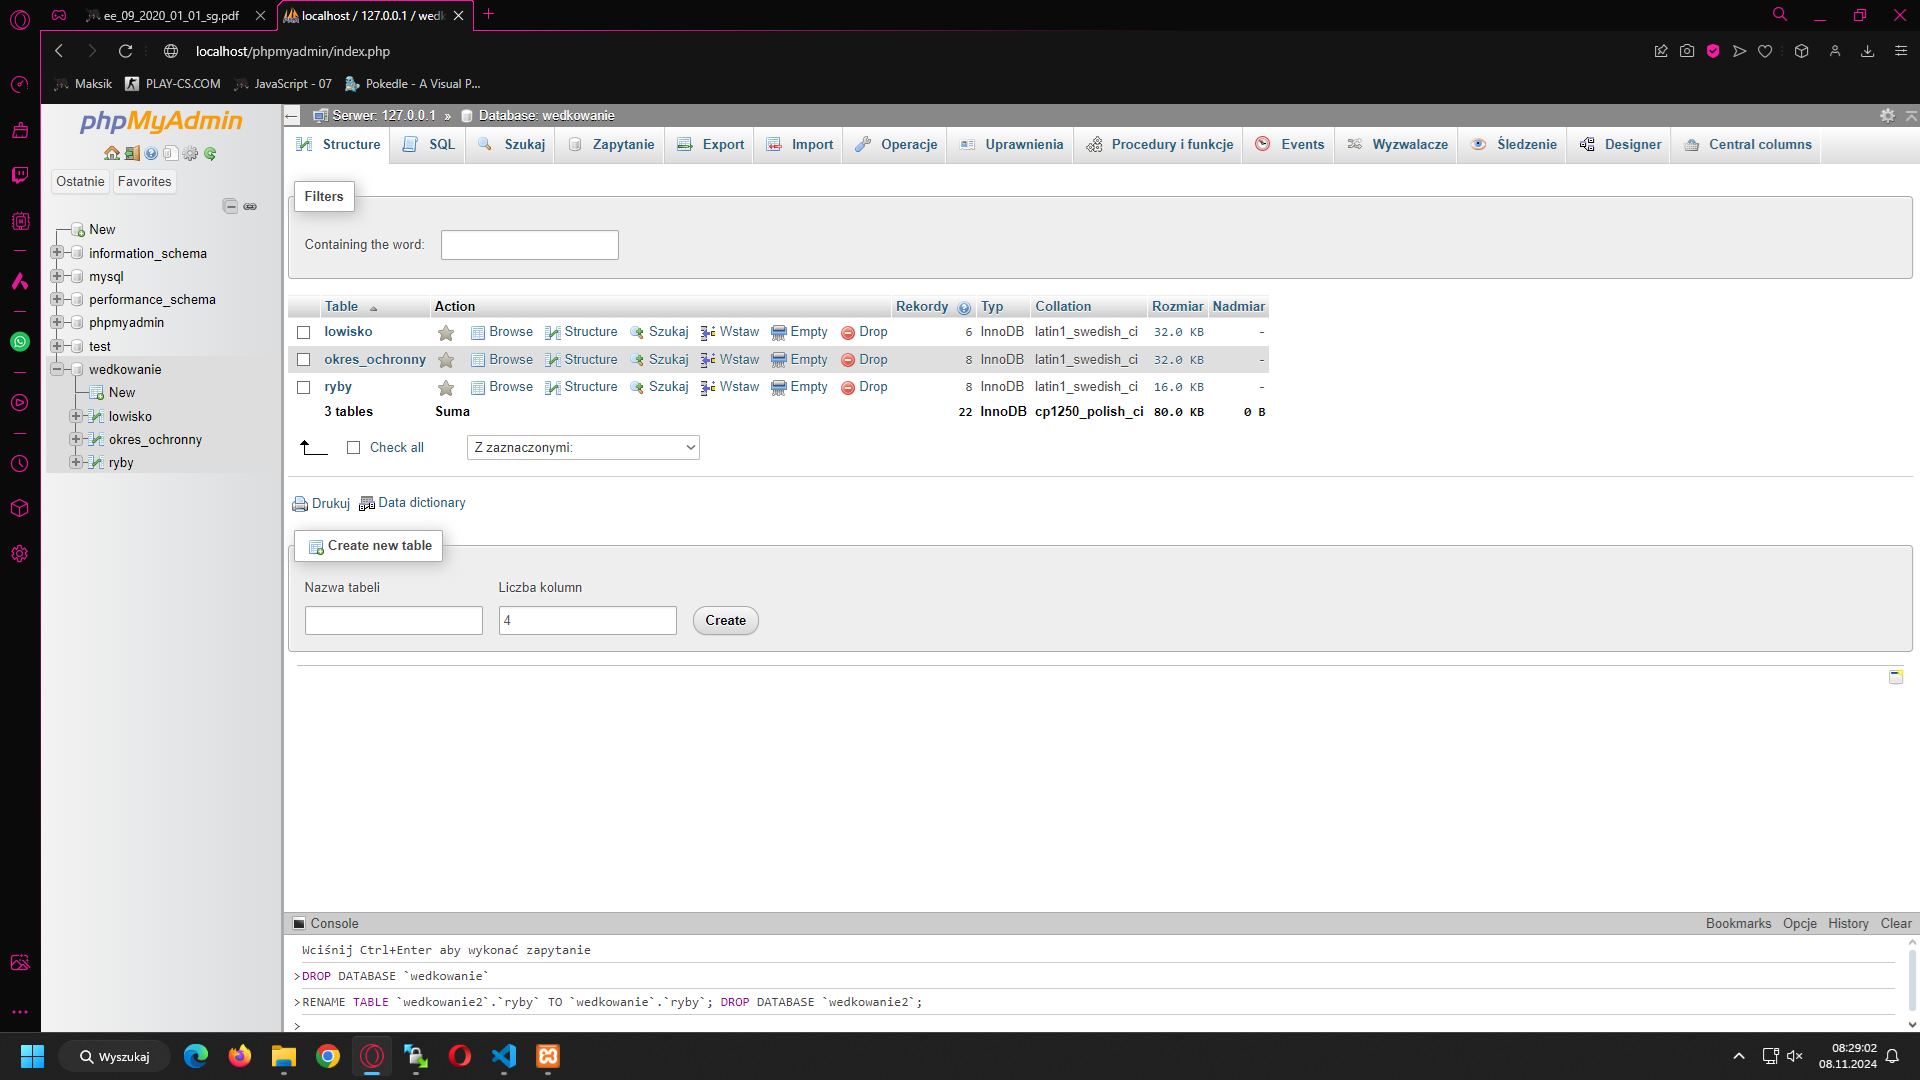 ee_09_2020_01_01_sg.pdf
localhost / 127.0.0.1 / wedk
localhost/phpmyadmin/index.php
Maksik
PLAY-CS.COM
JavaScript - 07
Pokedle - A Visual P...
phpMyAdmin
Ostatnie
Favorites
New
information_schema
mysql
performance_schema
phpmyadmin
test
wedkowanie
New
lowisko
okres_ochronny
ryby
Serwer: 127.0.0.1 » Database: wedkowanie
Structure SQL Szukaj Zapytanie Export Import Operacje Uprawnienia Procedury i funkcje Events Wyzwalacze Śledzenie Designer Central columns
Filters
Containing the word:
Table Action Rekordy Typ Collation Rozmiar Nadmiar
lowisko Browse Structure Szukaj Wstaw Empty Drop 6 InnoDB latin1_swedish_ci 32.0 KB -
okres_ochronny Browse Structure Szukaj Wstaw Empty Drop 8 InnoDB latin1_swedish_ci 32.0 KB -
ryby Browse Structure Szukaj Wstaw Empty Drop 8 InnoDB latin1_swedish_ci 16.0 KB -
3 tables Suma 22 InnoDB cp1250_polish_ci 80.0 KB 0 B
Check all
Z zaznaczonymi:
Drukuj Data dictionary
Create new table
Nazwa tabeli Liczba kolumn
4 Create
Console Bookmarks Opcje History Clear
Wciśnij Ctrl+Enter aby wykonać zapytanie
>DROP DATABASE `wedkowanie`
>RENAME TABLE `wedkowanie2`.`ryby` TO `wedkowanie`.`ryby`; DROP DATABASE `wedkowanie2`;
>
Wyszukaj
08:29:02
08.11.2024